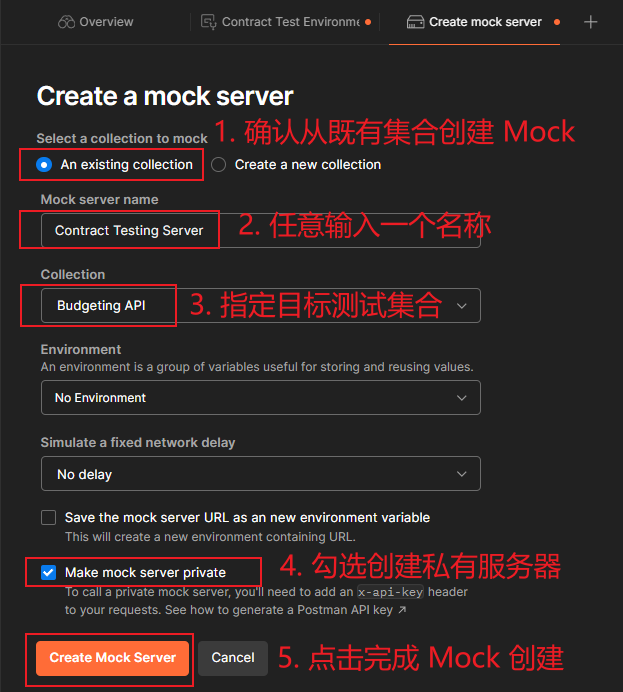 Overview
Contract Test Environme
Create mock server
Create a mock server
Select a collection to mock
1. 确认从既有集合创建 Mock
An existing collection
Create a new collection
Mock server name
Contract Testing Server
2. 任意输入一个名称
Collection
Budgeting API
3. 指定目标测试集合
Environment
An environment is a group of variables useful for storing and reusing values.
No Environment
Simulate a fixed network delay
No delay
Save the mock server URL as an new environment variable
This will create a new environment containing URL.
Make mock server private
4. 勾选创建私有服务器
To call a private mock server, you'll need to add an x-api-key header
to your requests. See how to generate a Postman API key ↗
Create Mock Server
Cancel
5. 点击完成 Mock 创建